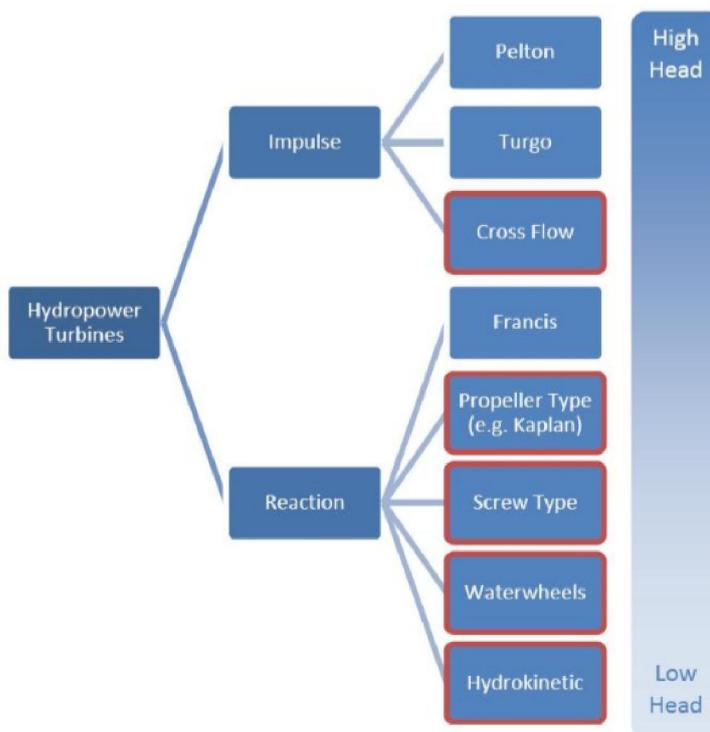 Pelton
High
Head
Impulse
Turgo
Cross Flow
Hydropower
Turbines
Francis
Propeller Type
(e.g. Kaplan)
Reaction
Screw Type
Waterwheels
Hydrokinetic
Low
Head